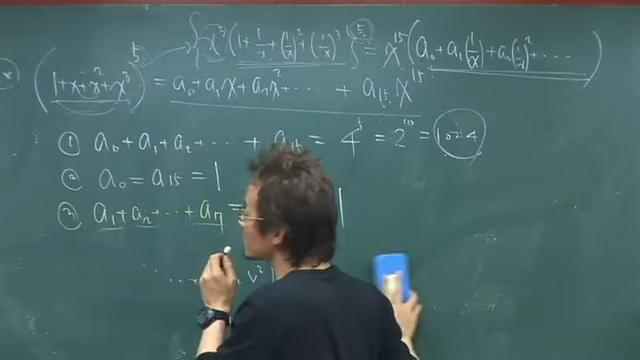 {x³(1+1/x+(1/x)²+(1/x)³)}⁵ = x¹⁵(a₀+a₁(1/x)+a₂(1/x)²+⋯)
(1+x+x²+x³)⁵ = a₀+a₁x+a₂x²+⋯⋯+a₁₅x¹⁵
① a₀+a₁+a₂+⋯+a₁₅ = 4⁵ = 2¹⁰ = 1024
② a₀=a₁₅=1
③ a₁+a₂+⋯+a₁₇ =